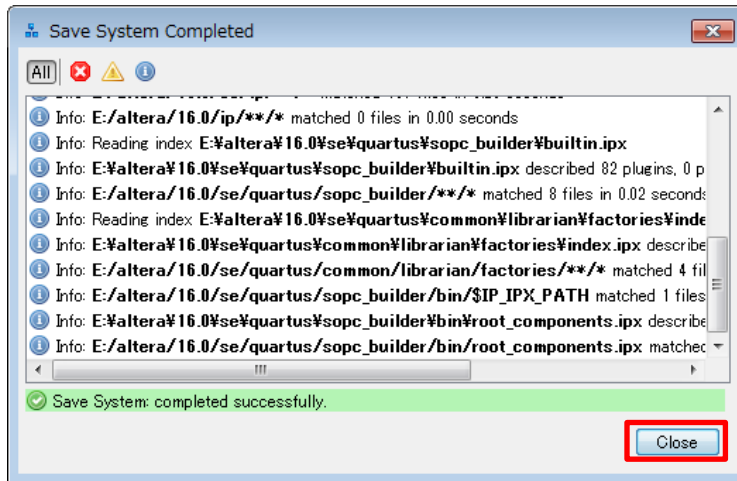 Save System Completed
All
Info: E:/altera/16.0/ip/**/* matched 0 files in 0.00 seconds
Info: Reading index E:¥altera¥16.0¥se¥quartus¥sopc_builder¥builtin.ipx
Info: E:¥altera¥16.0¥se¥quartus¥sopc_builder¥builtin.ipx described 82 plugins, 0 p
Info: E:/altera/16.0/se/quartus/sopc_builder/**/* matched 8 files in 0.02 seconds
Info: Reading index E:¥altera¥16.0¥se¥quartus¥common¥librarian¥factories¥inde
Info: E:¥altera¥16.0¥se¥quartus¥common¥librarian¥factories¥index.ipx describe
Info: E:/altera/16.0/se/quartus/common/librarian/factories/**/* matched 4 fil
Info: E:/altera/16.0/se/quartus/sopc_builder/bin/$IP_IPX_PATH matched 1 files
Info: E:¥altera¥16.0¥se¥quartus¥sopc_builder¥bin¥root_components.ipx describe
Info: E:/altera/16.0/se/quartus/sopc_builder/bin/root_components.ipx matched
Save System: completed successfully.
Close